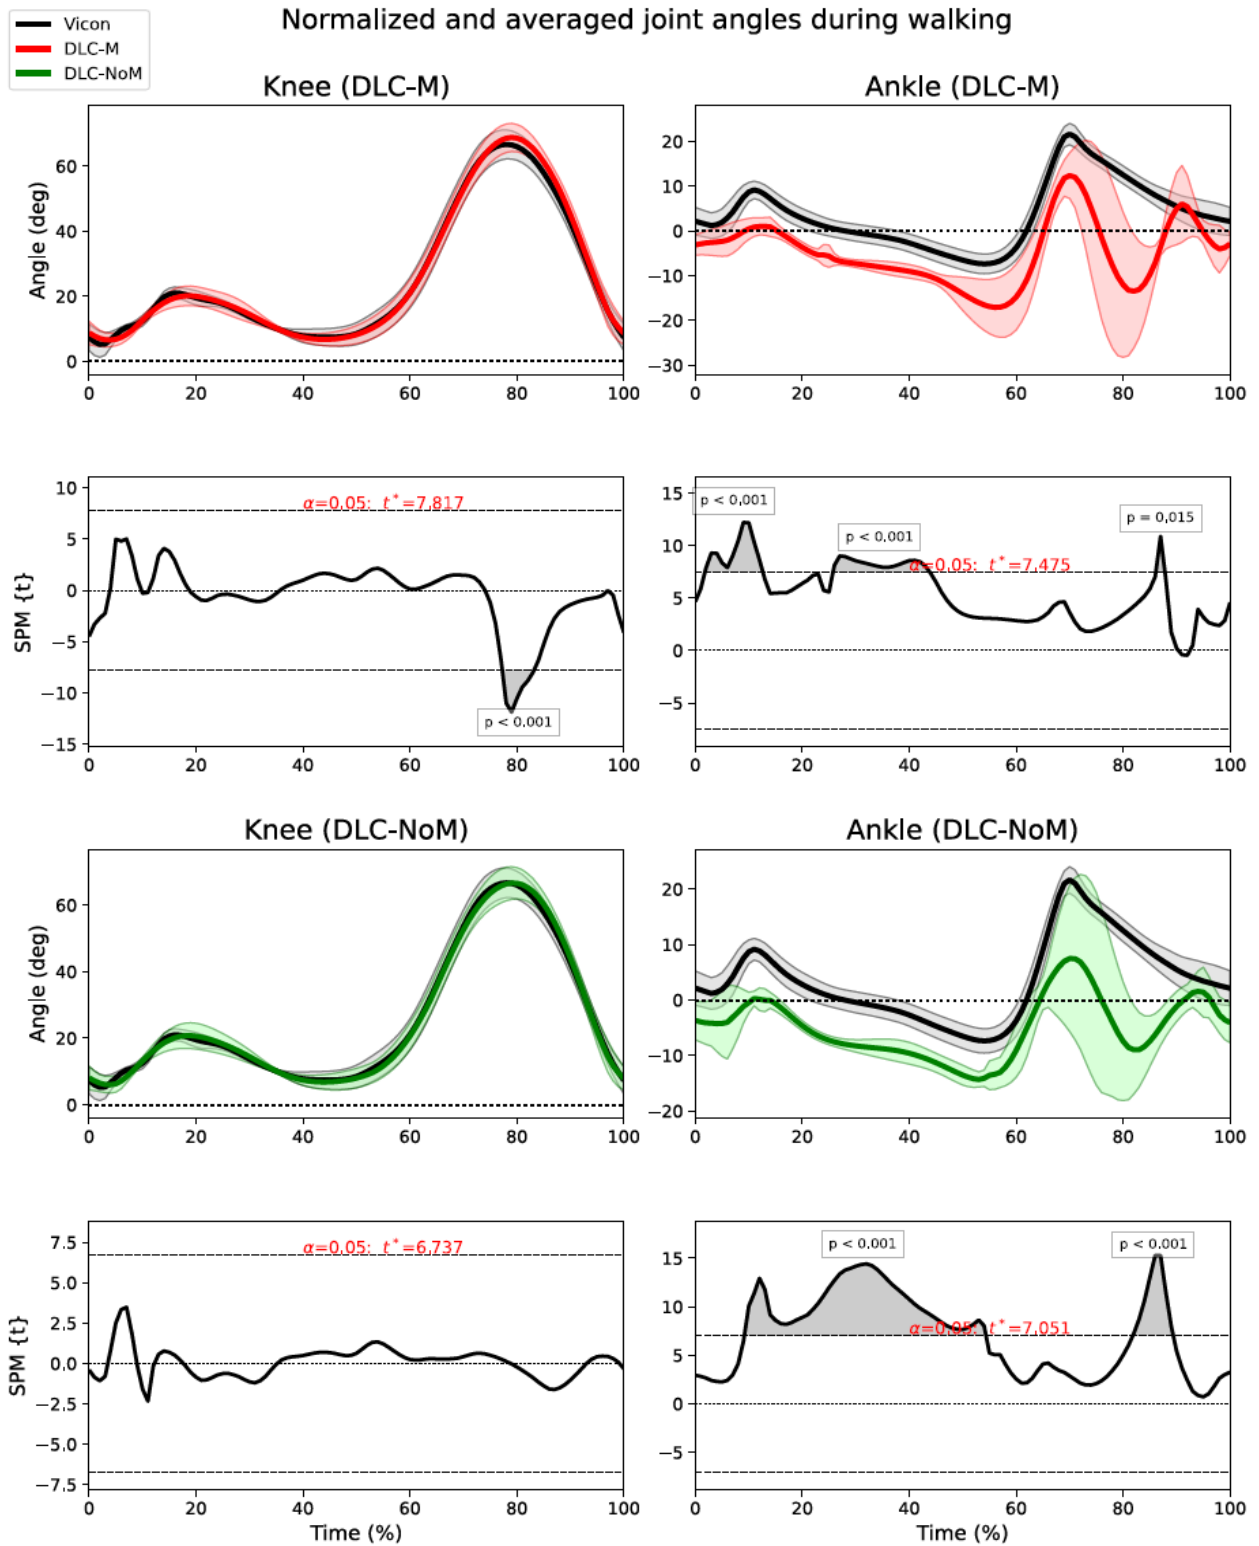 Normalized and averaged joint angles during walking
Vicon
DLC-M
DLC-NoM
Knee (DLC-M)
Angle (deg)
60
40
20
0
0 20 40 60 80 100
Ankle (DLC-M)
20
10
0
−10
−20
−30
0 20 40 60 80 100
SPM {t}
10
5
0
−5
−10
−15
α=0.05: t*=7.817
p < 0.001
0 20 40 60 80 100
15
10
5
0
−5
p < 0.001
p < 0.001
p = 0.015
α=0.05: t*=7.475
0 20 40 60 80 100
Knee (DLC-NoM)
Angle (deg)
60
40
20
0
0 20 40 60 80 100
Ankle (DLC-NoM)
20
10
0
−10
−20
0 20 40 60 80 100
SPM {t}
7.5
5.0
2.5
0.0
−2.5
−5.0
−7.5
α=0.05: t*=6.737
0 20 40 60 80 100
Time (%)
15
10
5
0
−5
p < 0.001
p < 0.001
α=0.05: t*=7.051
0 20 40 60 80 100
Time (%)